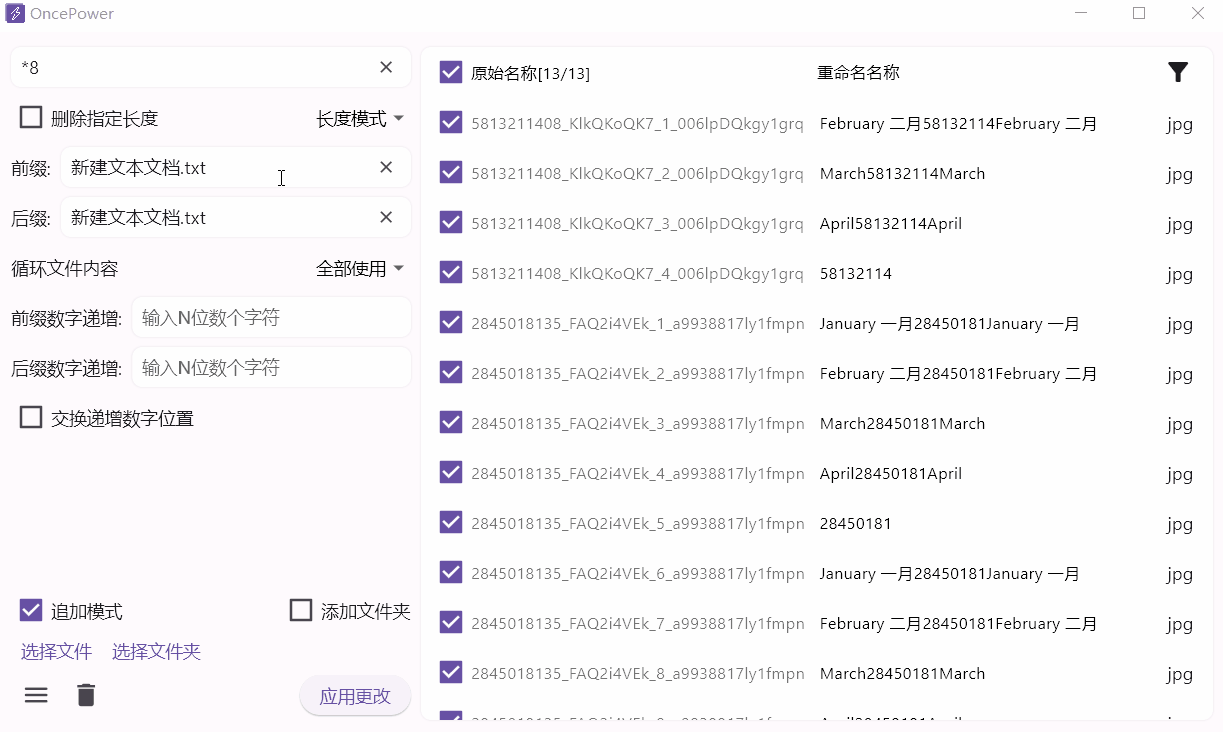 OncePower
*8
删除指定长度 长度模式
前缀: 新建文本文档.txt
后缀: 新建文本文档.txt
循环文件内容 全部使用
前缀数字递增: 输入N位数个字符
后缀数字递增: 输入N位数个字符
交换递增数字位置
追加模式 添加文件夹
选择文件 选择文件夹
应用更改
原始名称[13/13] 重命名名称
5813211408_KlkQKoQK7_1_006lpDQkgy1grq February 二月58132114February 二月 jpg
5813211408_KlkQKoQK7_2_006lpDQkgy1grq March58132114March jpg
5813211408_KlkQKoQK7_3_006lpDQkgy1grq April58132114April jpg
5813211408_KlkQKoQK7_4_006lpDQkgy1grq 58132114 jpg
2845018135_FAQ2i4VEk_1_a9938817ly1fmpn January 一月28450181January 一月 jpg
2845018135_FAQ2i4VEk_2_a9938817ly1fmpn February 二月28450181February 二月 jpg
2845018135_FAQ2i4VEk_3_a9938817ly1fmpn March28450181March jpg
2845018135_FAQ2i4VEk_4_a9938817ly1fmpn April28450181April jpg
2845018135_FAQ2i4VEk_5_a9938817ly1fmpn 28450181 jpg
2845018135_FAQ2i4VEk_6_a9938817ly1fmpn January 一月28450181January 一月 jpg
2845018135_FAQ2i4VEk_7_a9938817ly1fmpn February 二月28450181February 二月 jpg
2845018135_FAQ2i4VEk_8_a9938817ly1fmpn March28450181March jpg